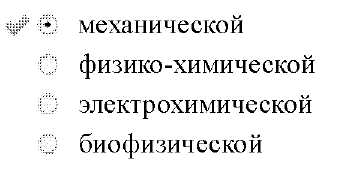 механической
физико-химической
электрохимической
биофизической